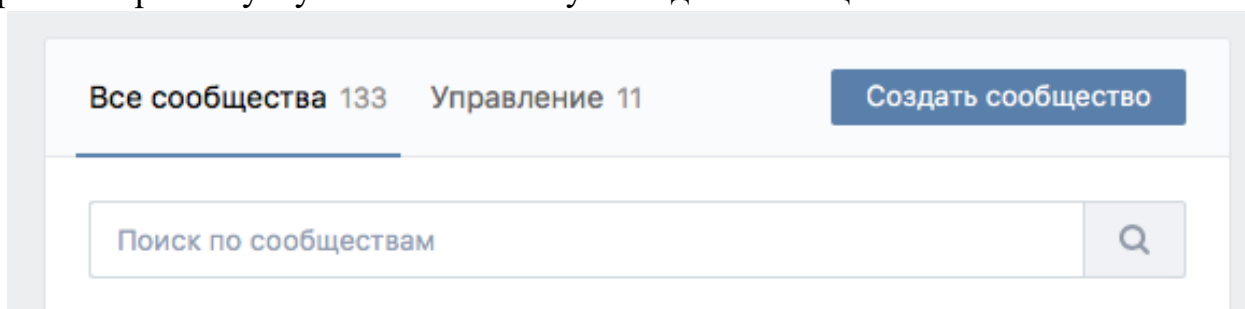 Все сообщества 133 Управление 11 Создать сообщество
Поиск по сообществам